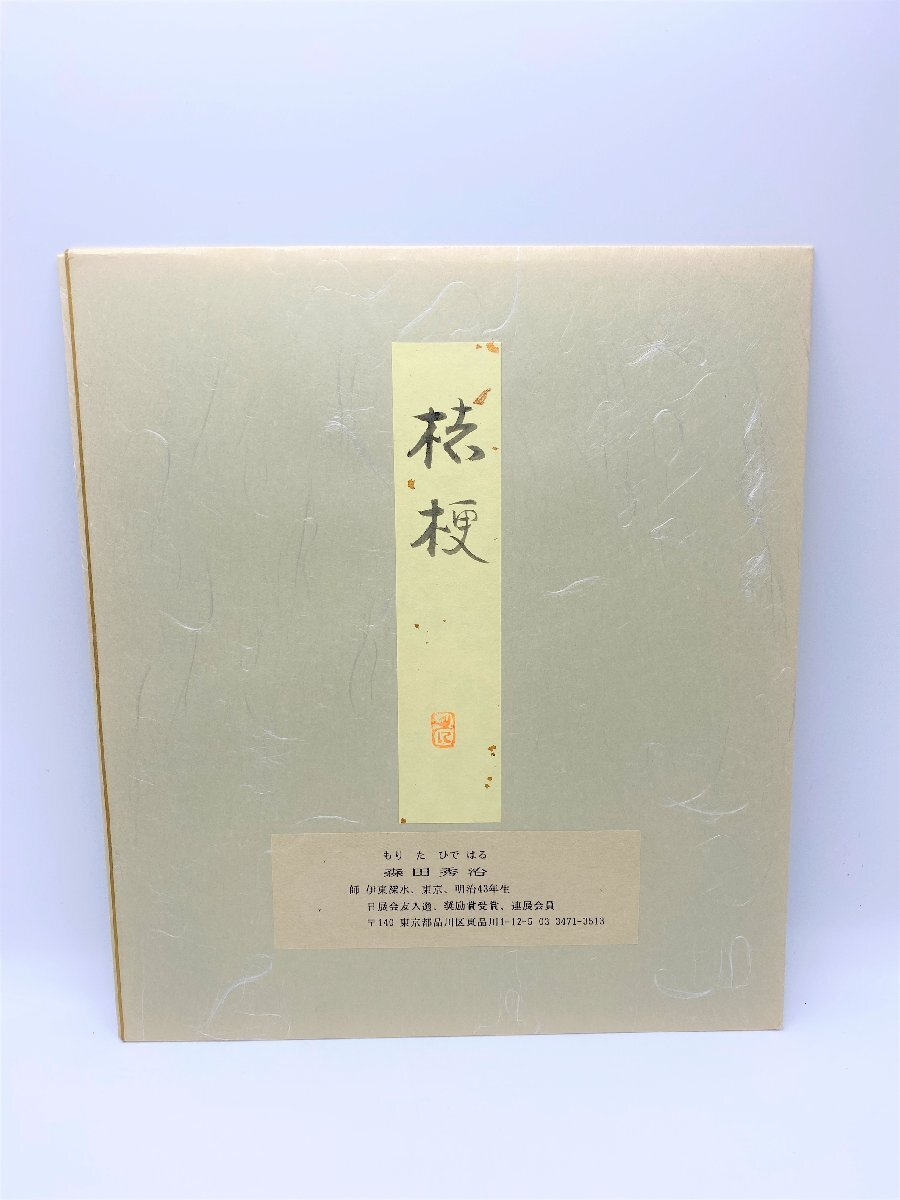 桔梗
もり た ひで はる
森田秀治
師 伊東深水、東京、明治43年生
日展会友入選、奨励賞受賞、連展会員
〒140 東京都品川区東品川1-12-5 03 3471-3513